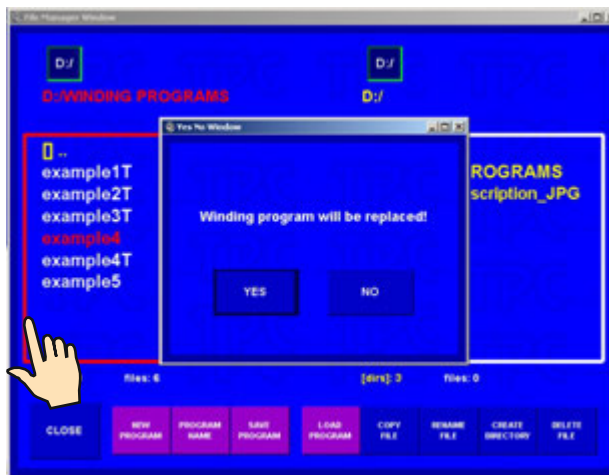 File Manager Window
D:/
D:/
D:/WINDING PROGRAMS
D:/
Yes No Window
[] ..
example1T
example2T
example3T
example4
example4T
example5
ROGRAMS
scription_JPG
Winding program will be replaced!
YES
NO
files: 6
[dirs]: 3
files: 0
CLOSE
NEW
PROGRAM
PROGRAM
NAME
SAVE
PROGRAM
LOAD
PROGRAM
COPY
FILE
RENAME
FILE
CREATE
DIRECTORY
DELETE
FILE